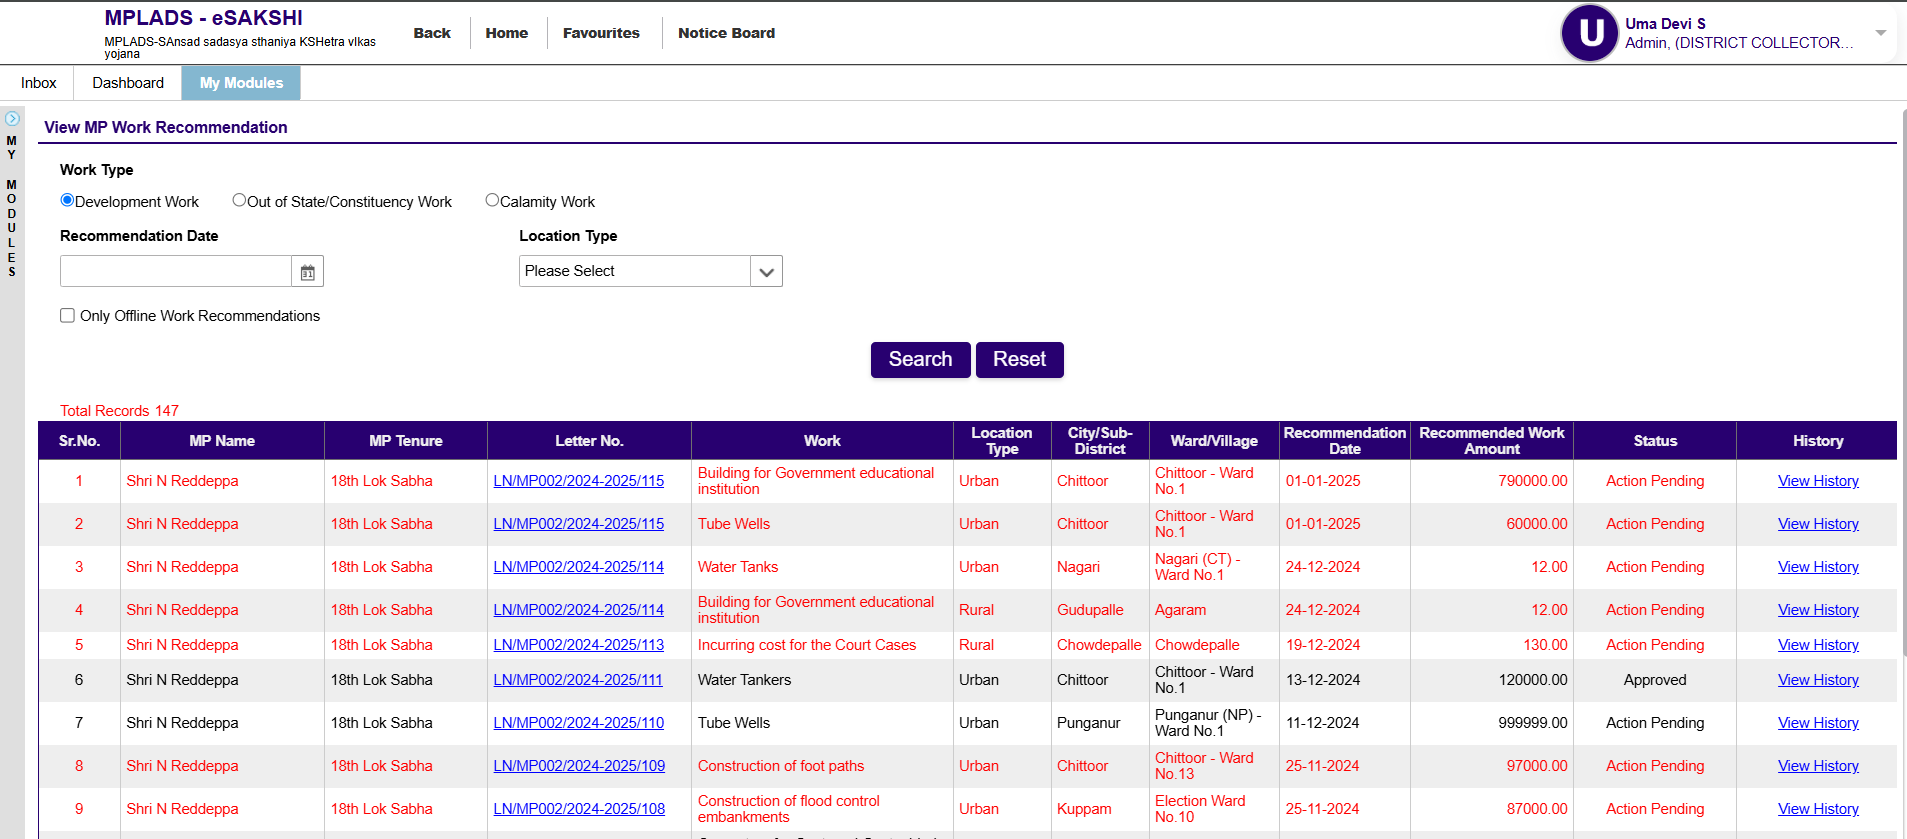 MPLADS - eSAKSHI
MPLADS-SAnsad sadasya sthaniya KSHetra vIkas
yojana
Back
Home
Favourites
Notice Board
U
Uma Devi S
Admin, (DISTRICT COLLECTOR...
Inbox
Dashboard
My Modules
MY MODULES
View MP Work Recommendation
Work Type
Development Work
Out of State/Constituency Work
Calamity Work
Recommendation Date
Location Type
31
Please Select
Only Offline Work Recommendations
Search
Reset
Total Records 147
Sr.No. MP Name MP Tenure Letter No. Work Location Type City/Sub-District Ward/Village Recommendation Date Recommended Work Amount Status History
1 Shri N Reddeppa 18th Lok Sabha LN/MP002/2024-2025/115 Building for Government educational institution Urban Chittoor Chittoor - Ward No.1 01-01-2025 790000.00 Action Pending View History
2 Shri N Reddeppa 18th Lok Sabha LN/MP002/2024-2025/115 Tube Wells Urban Chittoor Chittoor - Ward No.1 01-01-2025 60000.00 Action Pending View History
3 Shri N Reddeppa 18th Lok Sabha LN/MP002/2024-2025/114 Water Tanks Urban Nagari Nagari (CT) - Ward No.1 24-12-2024 12.00 Action Pending View History
4 Shri N Reddeppa 18th Lok Sabha LN/MP002/2024-2025/114 Building for Government educational institution Rural Gudupalle Agaram 24-12-2024 12.00 Action Pending View History
5 Shri N Reddeppa 18th Lok Sabha LN/MP002/2024-2025/113 Incurring cost for the Court Cases Rural Chowdepalle Chowdepalle 19-12-2024 130.00 Action Pending View History
6 Shri N Reddeppa 18th Lok Sabha LN/MP002/2024-2025/111 Water Tankers Urban Chittoor Chittoor - Ward No.1 13-12-2024 120000.00 Approved View History
7 Shri N Reddeppa 18th Lok Sabha LN/MP002/2024-2025/110 Tube Wells Urban Punganur Punganur (NP) - Ward No.1 11-12-2024 999999.00 Action Pending View History
8 Shri N Reddeppa 18th Lok Sabha LN/MP002/2024-2025/109 Construction of foot paths Urban Chittoor Chittoor - Ward No.13 25-11-2024 97000.00 Action Pending View History
9 Shri N Reddeppa 18th Lok Sabha LN/MP002/2024-2025/108 Construction of flood control embankments Urban Kuppam Election Ward No.10 25-11-2024 87000.00 Action Pending View History